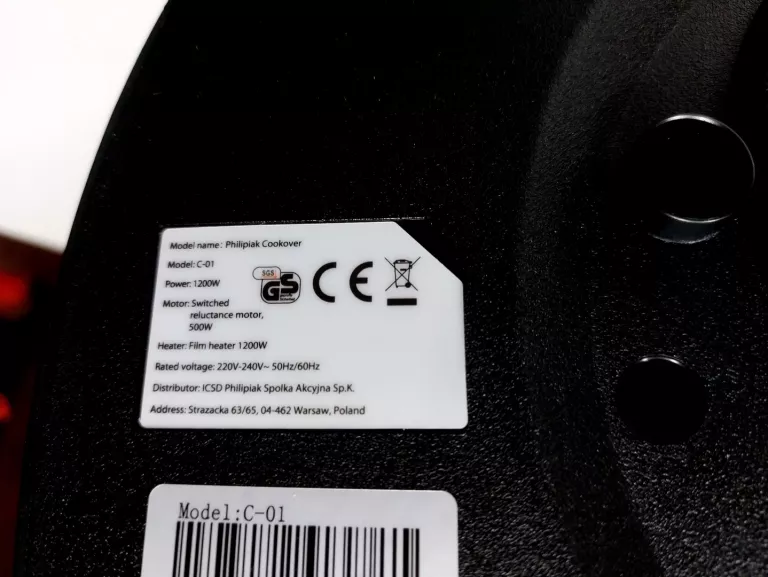 Model name: Philipiak Cookover
Model: C-01
Power: 1200W
SGS
GS
CE
Motor: Switched
reluctance motor,
500W
Heater: Film heater 1200W
Rated voltage: 220V-240V~ 50Hz/60Hz
Distributor: IC5D Philipiak Spolka Akcyjna Sp.K.
Address: Strazacka 63/65, 04-462 Warsaw, Poland
Model:C-01